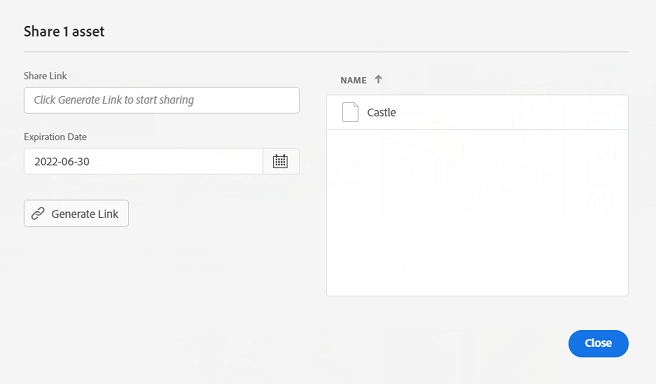 Share 1 asset
Share Link
Click Generate Link to start sharing
Expiration Date
2022-06-30
Generate Link
NAME
Castle
Close